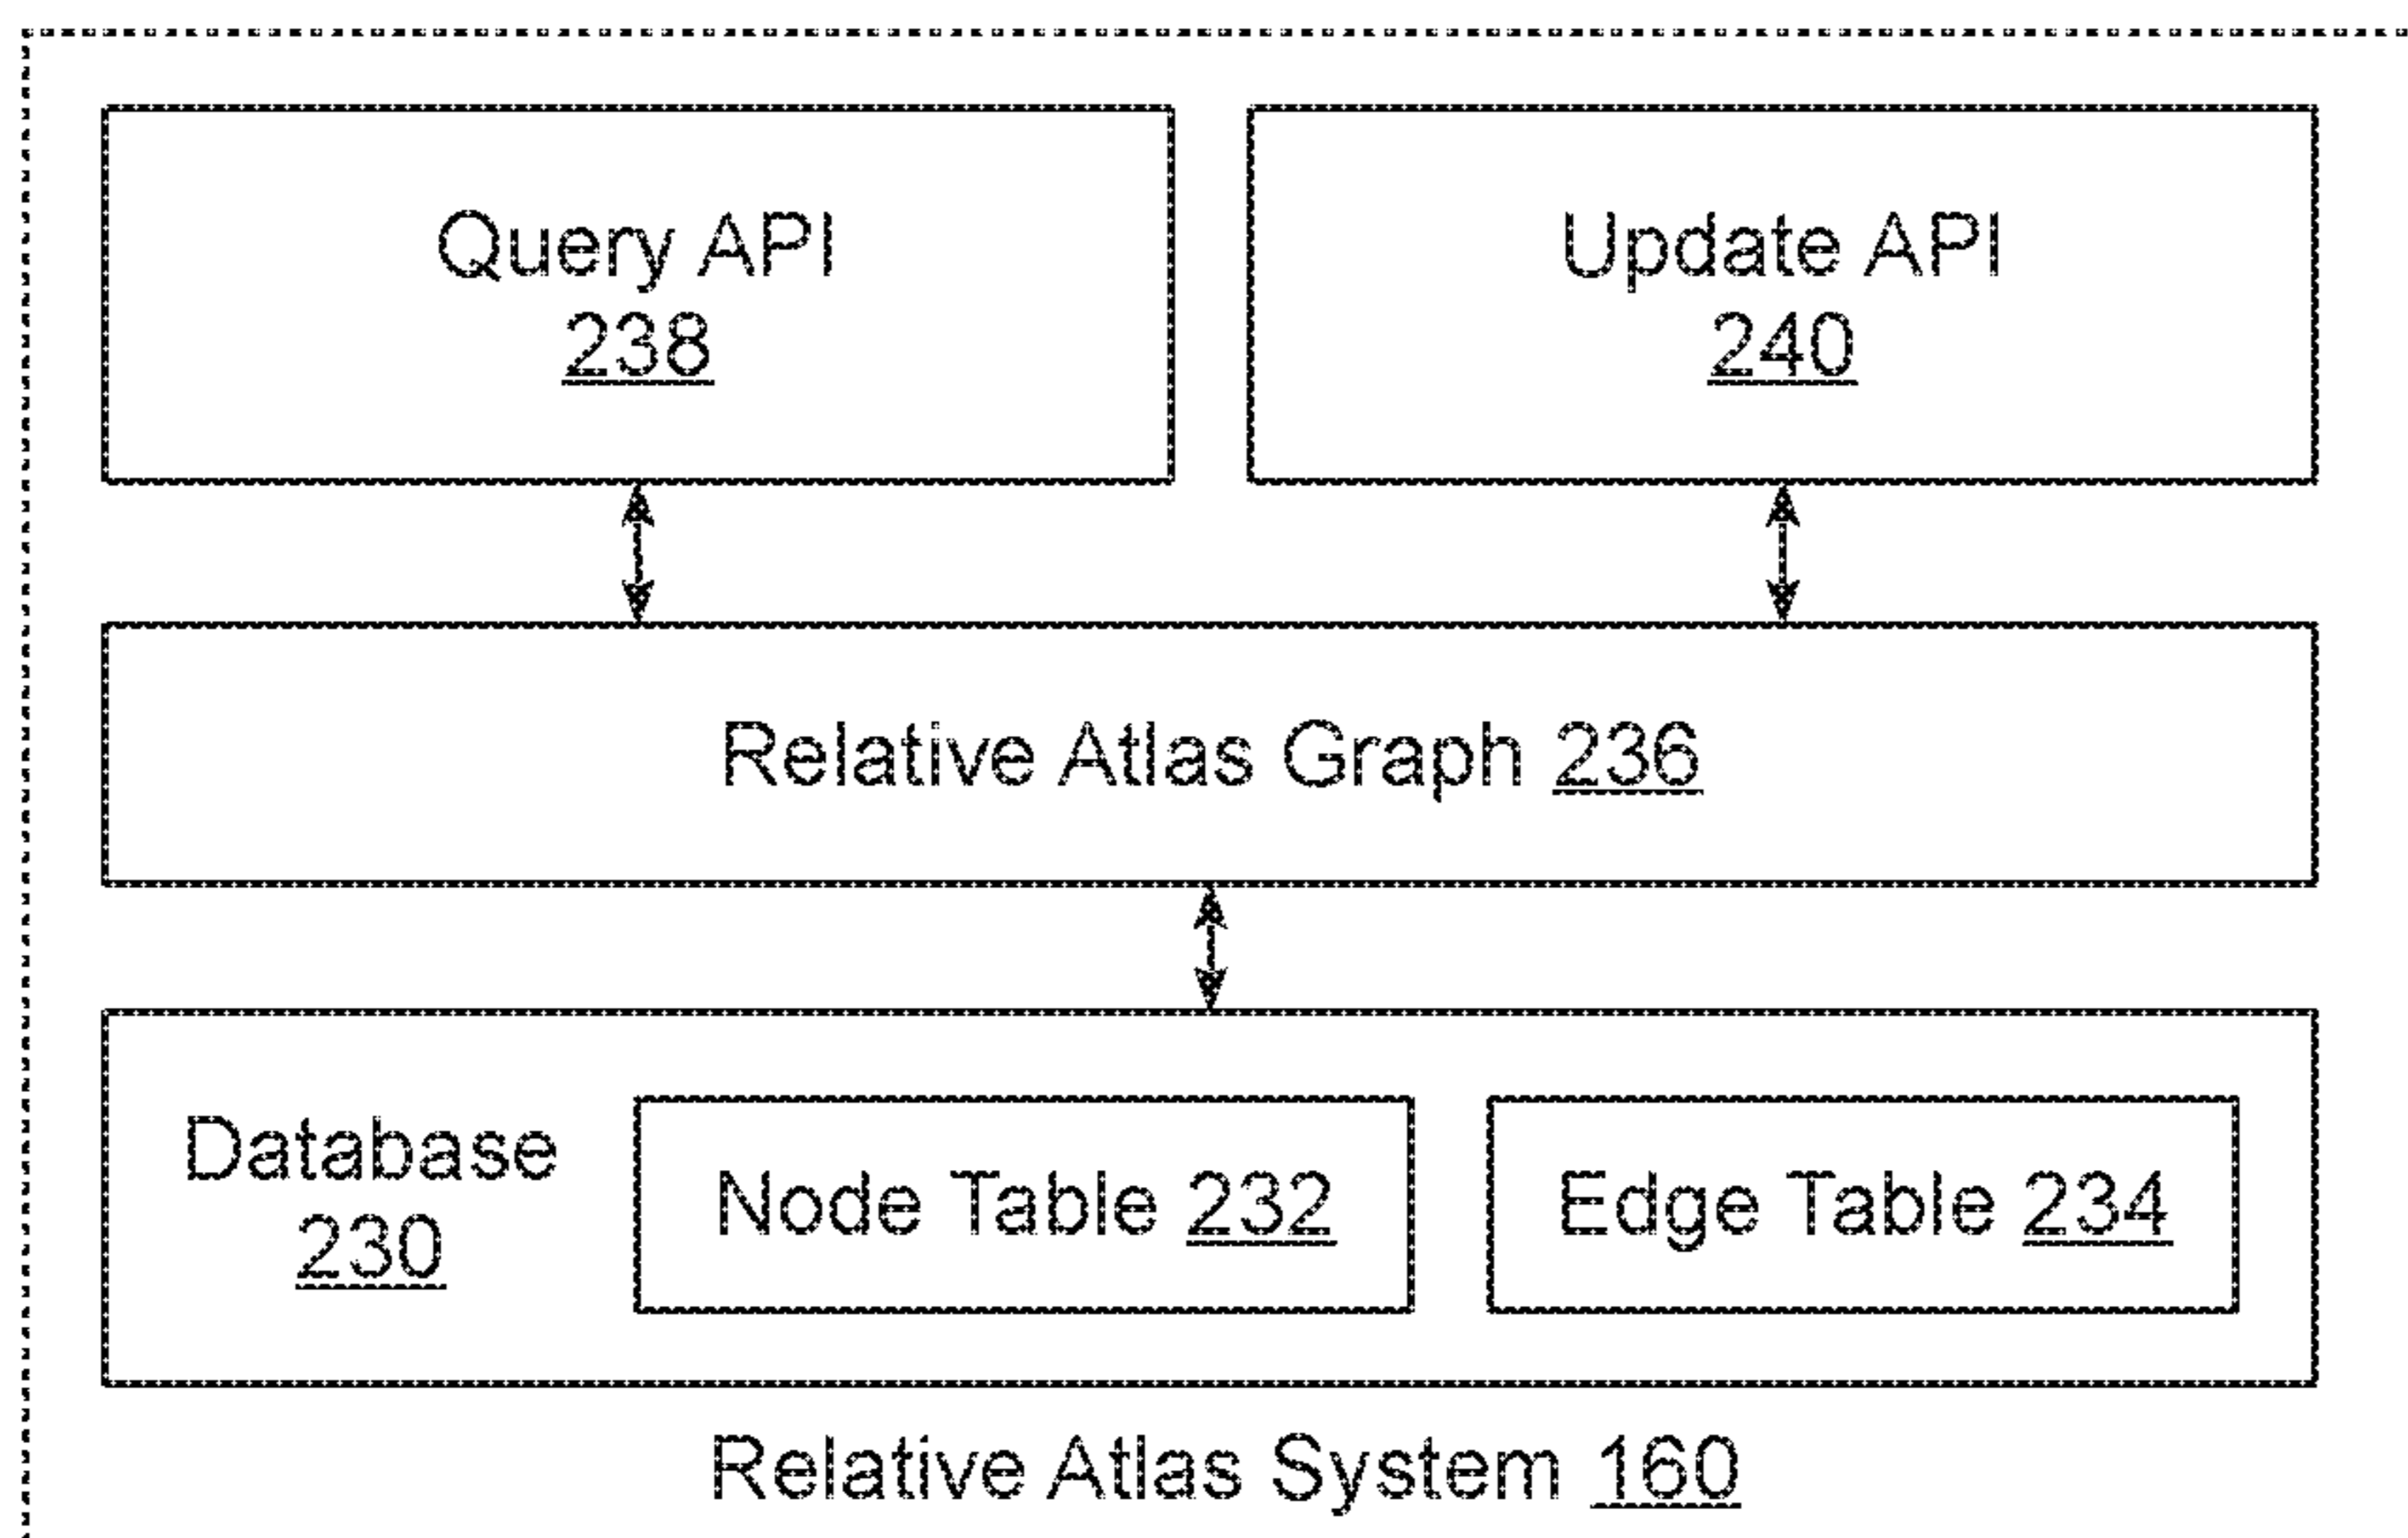 Query API
238
Update API
240
Relative Atlas Graph 236
Database
230
Node Table 232
Edge Table 234
Relative Atlas System 160